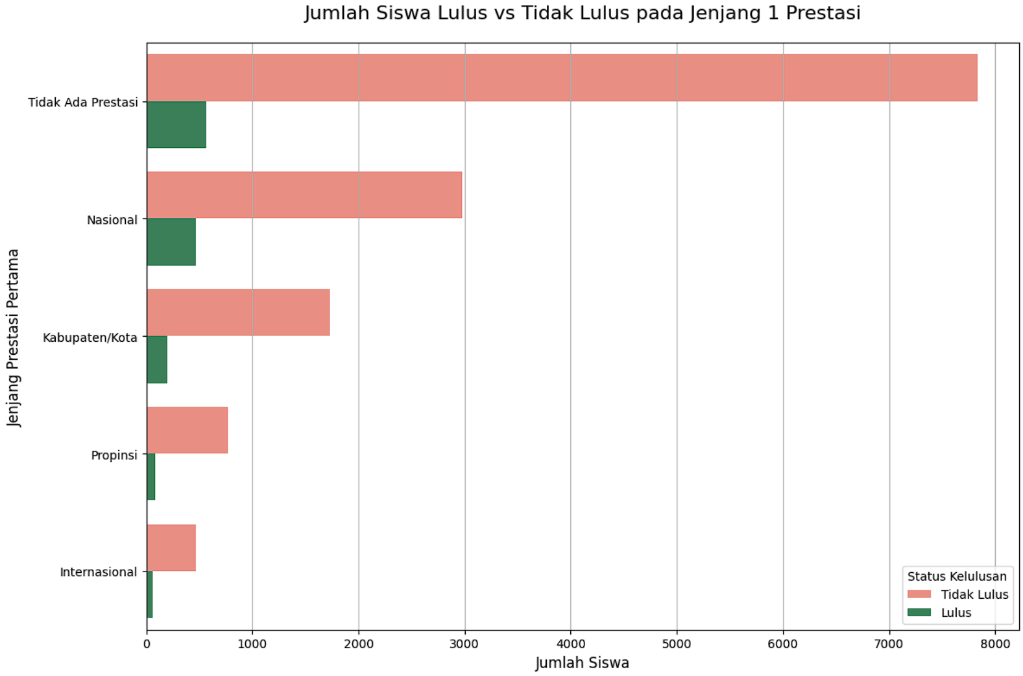 Jumlah Siswa Lulus vs Tidak Lulus pada Jenjang 1 Prestasi
Jenjang Prestasi Pertama
Tidak Ada Prestasi
Nasional
Kabupaten/Kota
Propinsi
Internasional
Status Kelulusan
Tidak Lulus
Lulus
0 1000 2000 3000 4000 5000 6000 7000 8000
Jumlah Siswa